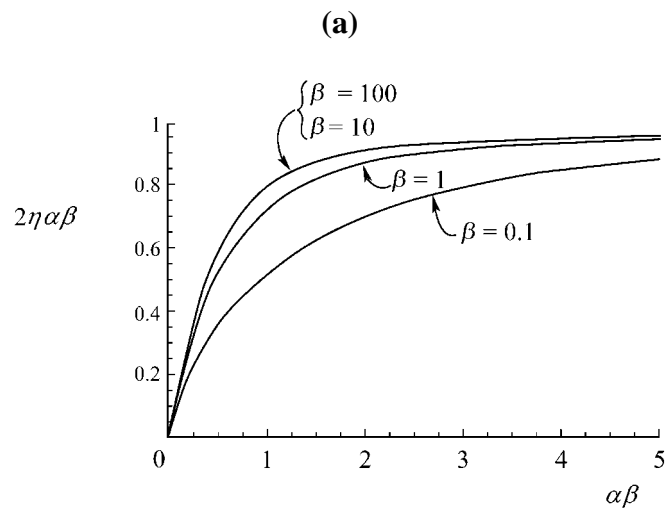 (a)
β = 100
β = 10
1
0.8
β = 1
2ηαβ
0.6
β = 0.1
0.4
0.2
0 1 2 3 4 5
αβ